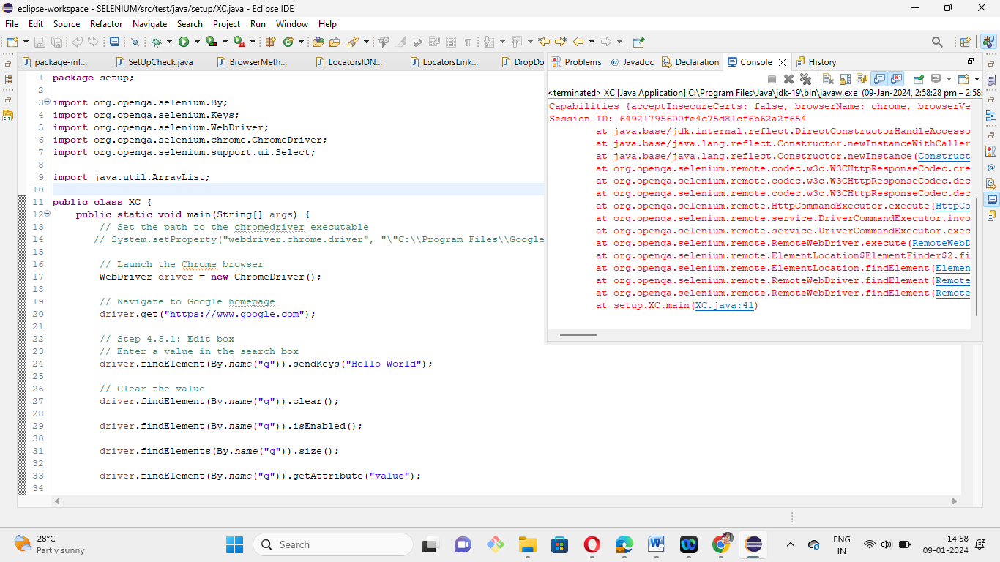 eclipse-workspace - SELENIUM/src/test/java/setup/XC.java - Eclipse IDE
File Edit Source Refactor Navigate Search Project Run Window Help
package-inf... SetUpCheck.java BrowserMeth... LocatorsIDN... LocatorsLink... DropDo
1 package setup;
2
3 import org.openqa.selenium.By;
4 import org.openqa.selenium.Keys;
5 import org.openqa.selenium.WebDriver;
6 import org.openqa.selenium.chrome.ChromeDriver;
7 import org.openqa.selenium.support.ui.Select;
8
9 import java.util.ArrayList;
10
11 public class XC {
12 public static void main(String[] args) {
13 // Set the path to the chromedriver executable
14 // System.setProperty("webdriver.chrome.driver", "\"C:\\Program Files\\Google
15
16 // Launch the Chrome browser
17 WebDriver driver = new ChromeDriver();
18
19 // Navigate to Google homepage
20 driver.get("https://www.google.com");
21
22 // Step 4.5.1: Edit box
23 // Enter a value in the search box
24 driver.findElement(By.name("q")).sendKeys("Hello World");
25
26 // Clear the value
27 driver.findElement(By.name("q")).clear();
28
29 driver.findElement(By.name("q")).isEnabled();
30
31 driver.findElements(By.name("q")).size();
32
33 driver.findElement(By.name("q")).getAttribute("value");
34
Problems @ Javadoc Declaration Console History
<terminated> XC [Java Application] C:\Program Files\Java\jdk-19\bin\javaw.exe (09-Jan-2024, 2:58:28 pm – 2:58:
Capabilities {acceptInsecureCerts: false, browserName: chrome, browserVe
Session ID: 64921795600fe4c75d81cf6b62a2f654
at java.base/jdk.internal.reflect.DirectConstructorHandleAccesso
at java.base/java.lang.reflect.Constructor.newInstanceWithCaller
at java.base/java.lang.reflect.Constructor.newInstance(Construct
at org.openqa.selenium.remote.codec.w3c.W3CHttpResponseCodec.cre
at org.openqa.selenium.remote.codec.w3c.W3CHttpResponseCodec.dec
at org.openqa.selenium.remote.codec.w3c.W3CHttpResponseCodec.dec
at org.openqa.selenium.remote.HttpCommandExecutor.execute(HttpCo
at org.openqa.selenium.remote.service.DriverCommandExecutor.invo
at org.openqa.selenium.remote.service.DriverCommandExecutor.exec
at org.openqa.selenium.remote.RemoteWebDriver.execute(RemoteWebD
at org.openqa.selenium.remote.ElementLocation$ElementFinder$2.fi
at org.openqa.selenium.remote.ElementLocation.findElement(Elemen
at org.openqa.selenium.remote.RemoteWebDriver.findElement(Remote
at org.openqa.selenium.remote.RemoteWebDriver.findElement(Remote
at setup.XC.main(XC.java:41)
GIT
28°C
Partly sunny
Search
ENG
IN
14:58
09-01-2024